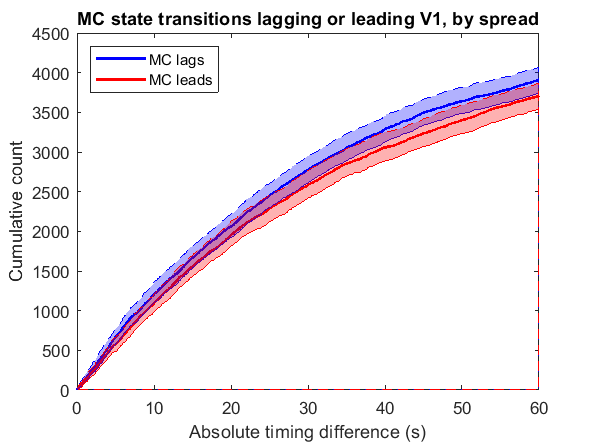 MC state transitions lagging or leading V1, by spread
4500
4000
3500
3000
2500
2000
1500
1000
500
0
Cumulative count
MC lags
MC leads
0 10 20 30 40 50 60
Absolute timing difference (s)